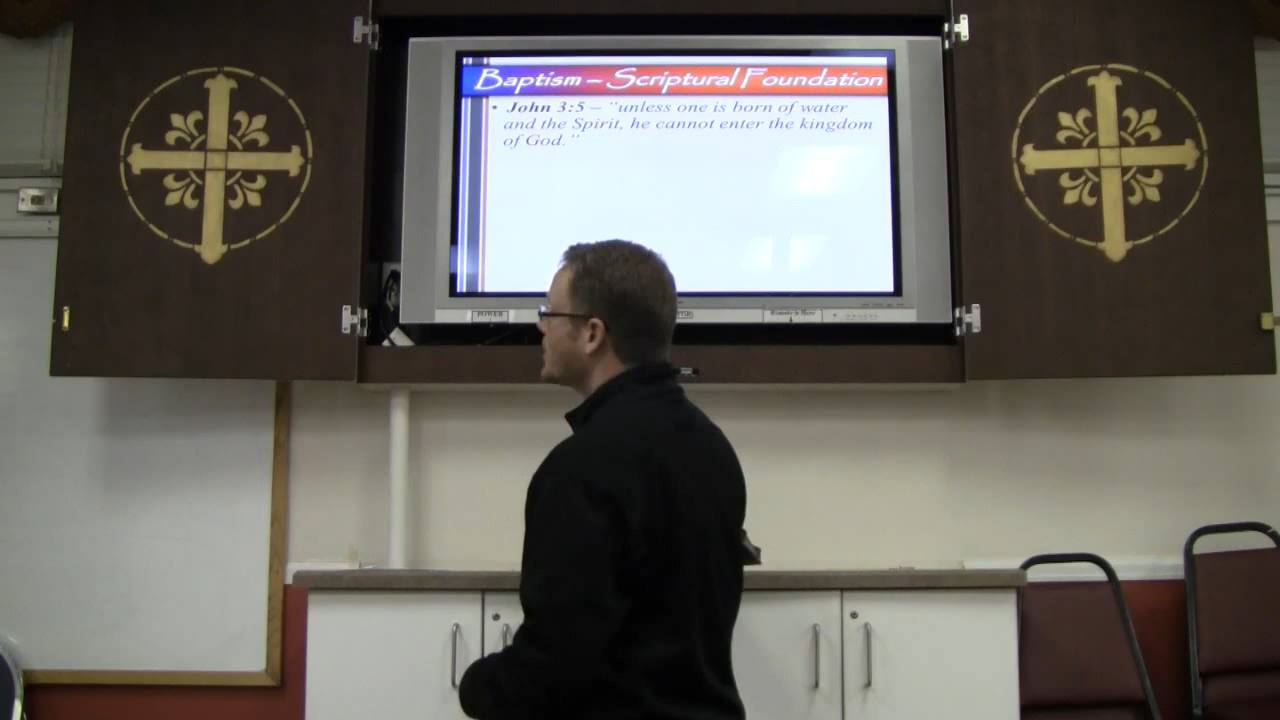 Baptism – Scriptural Foundation
• John 3:5 – "unless one is born of water
and the Spirit, he cannot enter the kingdom
of God."
POWER